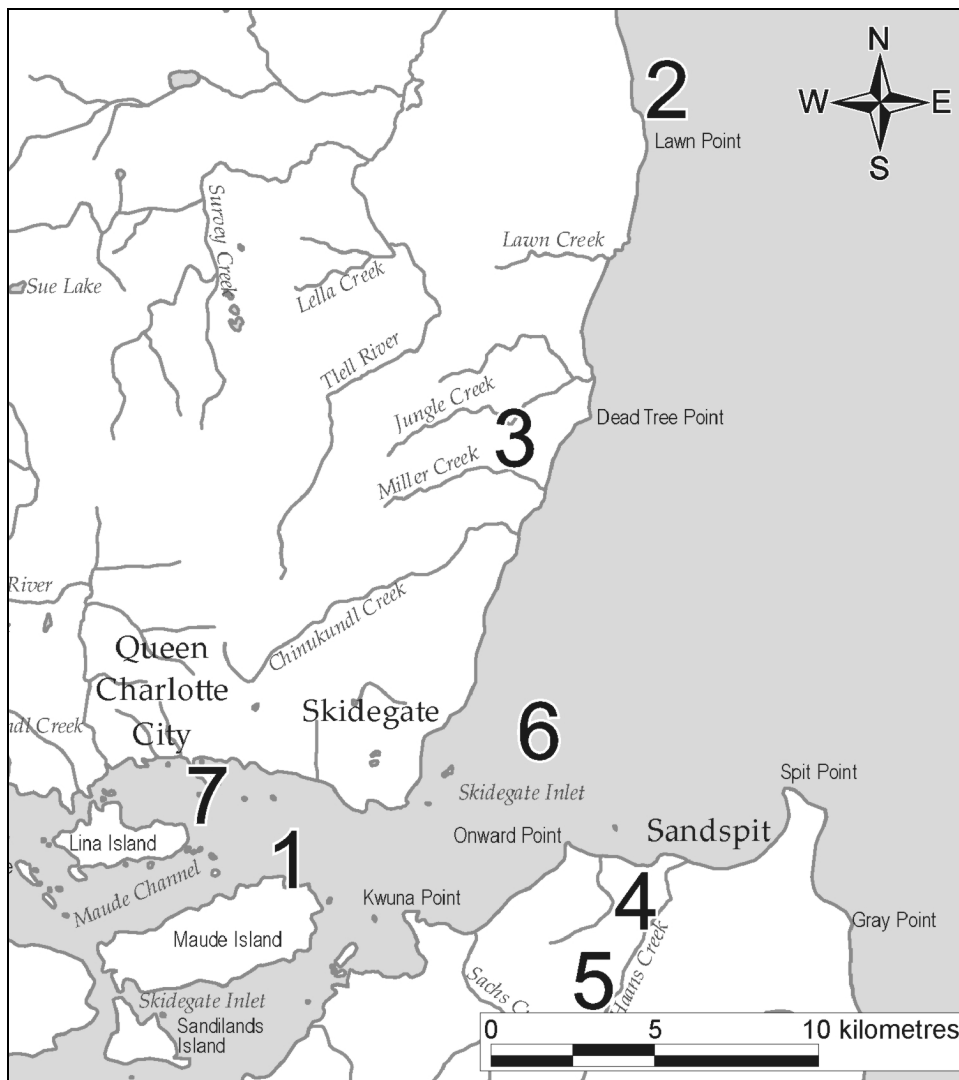 N
W E
S
2
Lawn Point
Survey Creek
Lawn Creek
Sue Lake
Lella Creek
Tlell River
Jungle Creek
Dead Tree Point
3
Miller Creek
River
Chinukundl Creek
Queen
Charlotte
City
Skidegate
ndl Creek
6
7
Skidegate Inlet
Spit Point
Onward Point
Sandspit
Lina Island
1
Maude Channel
Kwuna Point
4
Gray Point
Maude Island
5
Haans Creek
Sachs C
Skidegate Inlet
Sandilands
Island
0 5 10 kilometres